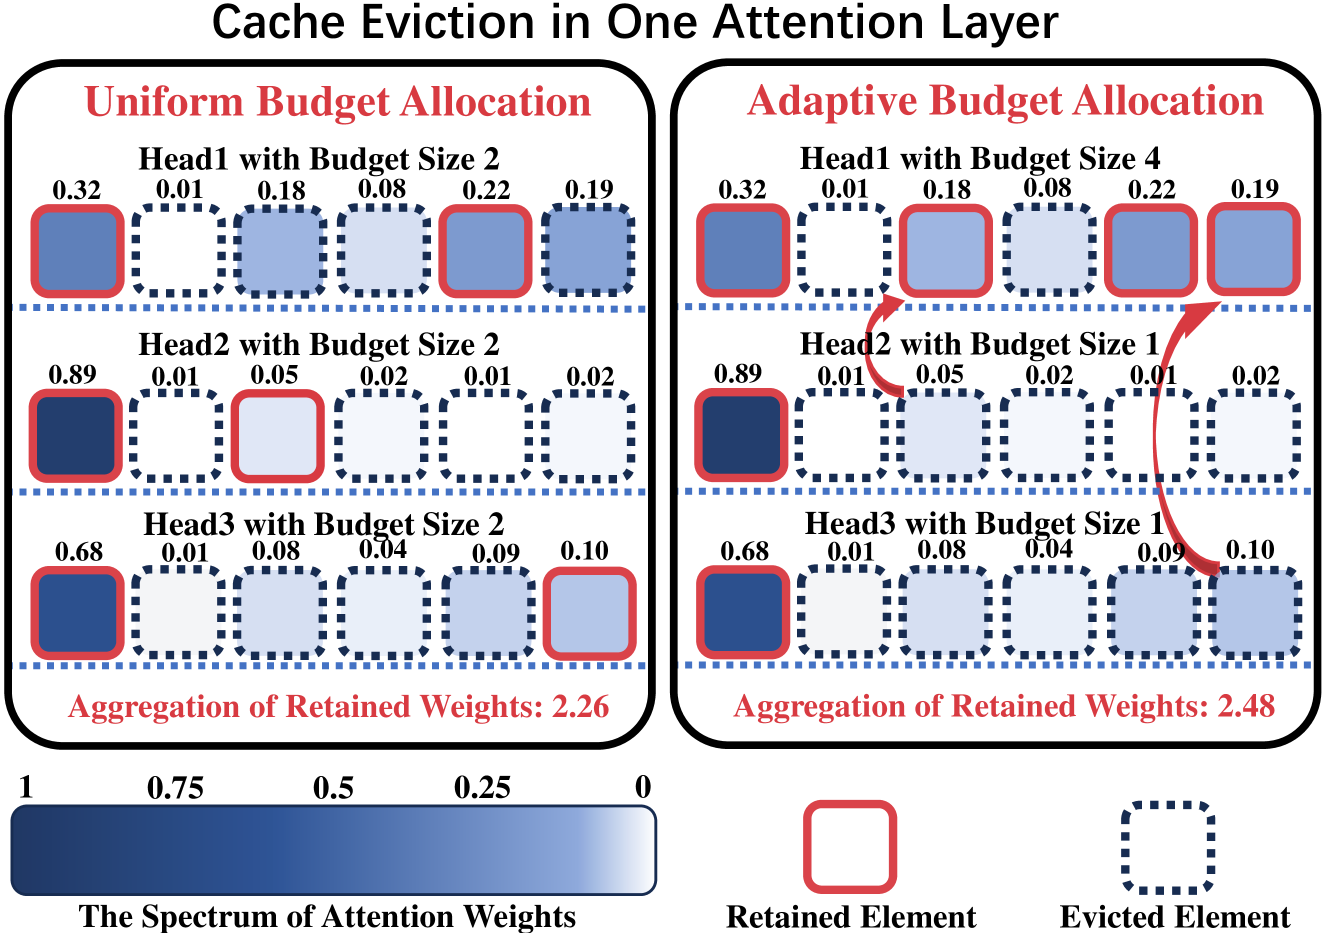 Cache Eviction in One Attention Layer
Uniform Budget Allocation
Head1 with Budget Size 2
0.32 0.01 0.18 0.08 0.22 0.19
Head2 with Budget Size 2
0.89 0.01 0.05 0.02 0.01 0.02
Head3 with Budget Size 2
0.68 0.01 0.08 0.04 0.09 0.10
Aggregation of Retained Weights: 2.26
Adaptive Budget Allocation
Head1 with Budget Size 4
0.32 0.01 0.18 0.08 0.22 0.19
Head2 with Budget Size 1
0.89 0.01 0.05 0.02 0.01 0.02
Head3 with Budget Size 1
0.68 0.01 0.08 0.04 0.09 0.10
Aggregation of Retained Weights: 2.48
1 0.75 0.5 0.25 0
The Spectrum of Attention Weights
Retained Element
Evicted Element